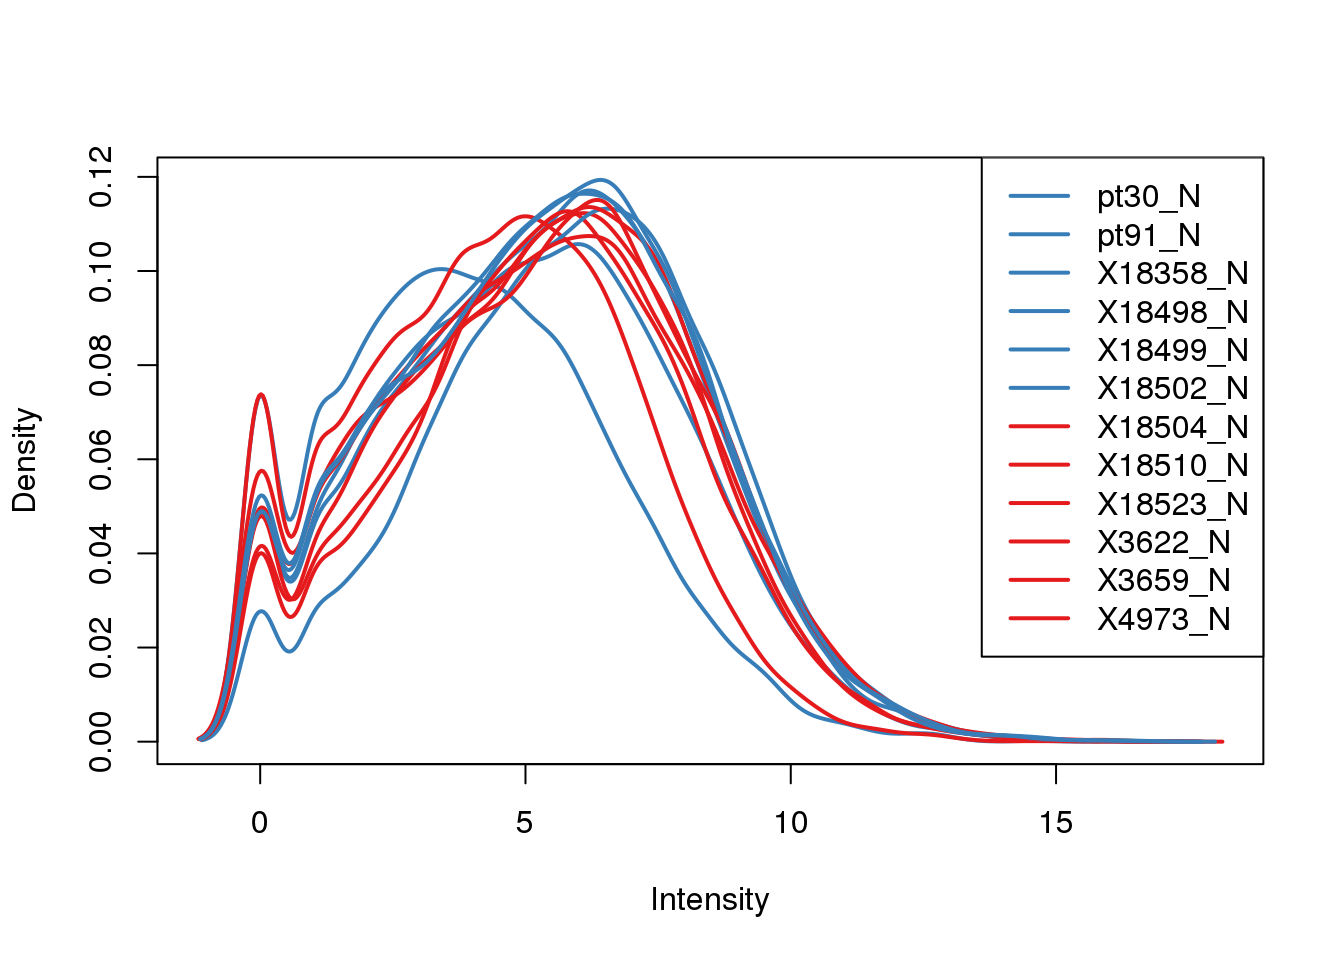 0.12
0.10
0.08
0.06
0.04
0.02
0.00
Density
0
5
10
15
Intensity
pt30_N
pt91_N
X18358_N
X18498_N
X18499_N
X18502_N
X18504_N
X18510_N
X18523_N
X3622_N
X3659_N
X4973_N